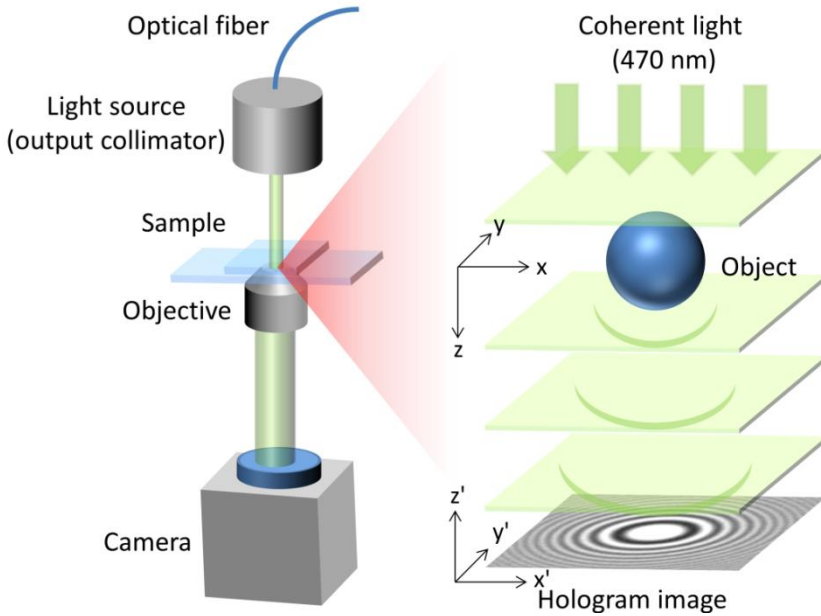 Optical fiber
Light source
(output collimator)
Sample
Objective
Camera
Coherent light
(470 nm)
y
x
z
Object
z'
y'
x'
Hologram image